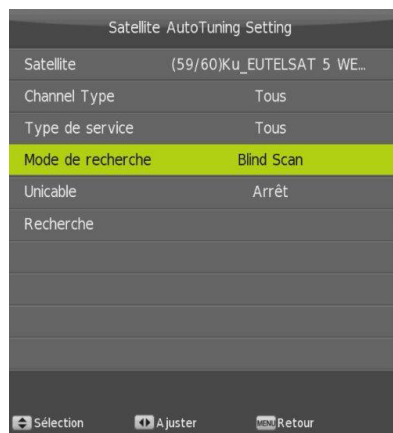 Satellite AutoTuning Setting
Satellite (59/60)Ku_EUTELSAT 5 WE...
Channel Type Tous
Type de service Tous
Mode de recherche Blind Scan
Unicable Arrêt
Recherche
Sélection Ajuster MENU Retour